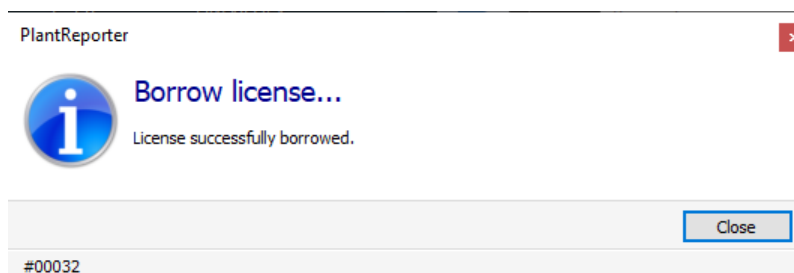 PlantReporter
Borrow license...
License successfully borrowed.
Close
#00032